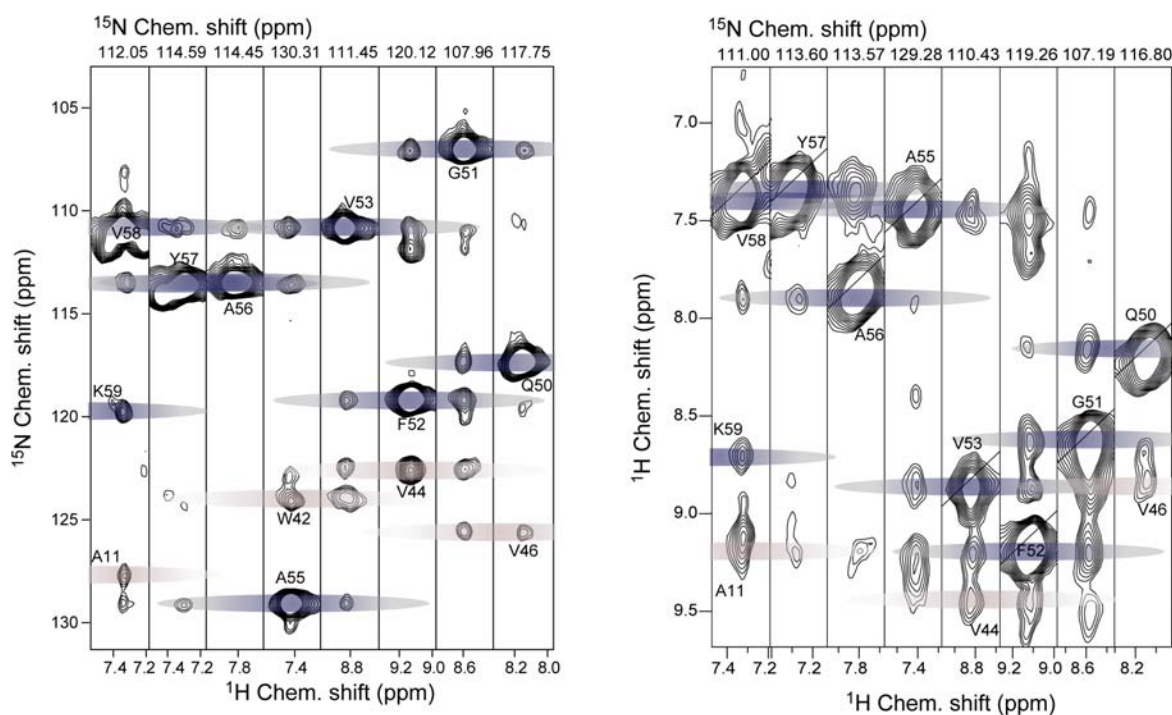 15N Chem. shift (ppm)
112.05 114.59 114.45 130.31 111.45 120.12 107.96 117.75
105
110
115
120
125
130
15N Chem. shift (ppm)
G51
V53
V58
Y57
A56
Q50
K59
F52
V44
W42
V46
A11
A55
7.4 7.2 7.4 7.2 7.8 7.4 8.8 9.2 9.0 8.6 8.2 8.0
1H Chem. shift (ppm)
15N Chem. shift (ppm)
111.00 113.60 113.57 129.28 110.43 119.26 107.19 116.80
7.0
7.5
8.0
8.5
9.0
9.5
1H Chem. shift (ppm)
Y57
A55
V58
A56
Q50
G51
K59
V53
V46
F52
A11
V44
7.4 7.2 7.2 7.8 7.4 8.8 9.2 9.0 8.6 8.2
1H Chem. shift (ppm)